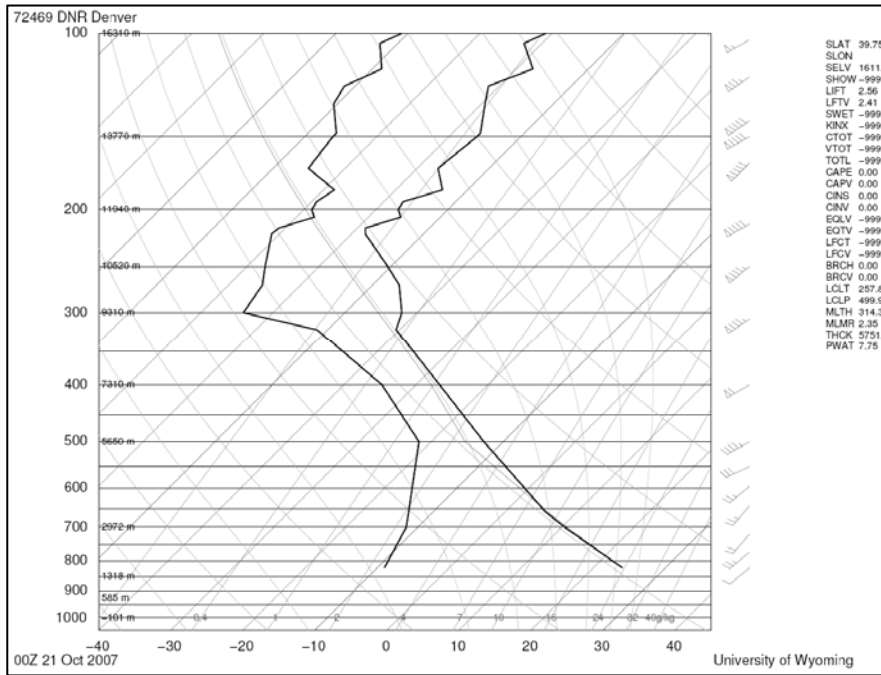 72469 DNR Denver
100
16310 m
13770 m
200
11940 m
10520 m
300
9310 m
400
7310 m
500
5650 m
600
700
2972 m
800
1318 m
900
585 m
1000
-101 m
0.4 1 2 4 7 10 16 24 32 40g/kg
-40 -30 -20 -10 0 10 20 30 40
00Z 21 Oct 2007
University of Wyoming
SLAT 39.75
SLON
SELV 1611.
SHOW -999
LIFT 2.56
LFTV 2.41
SWET -999
KINX -999
CTOT -999
VTOT -999
TOTL -999
CAPE 0.00
CAPV 0.00
CINS 0.00
CINV 0.00
EQLV -999
EQTV -999
LFCT -999
LFCV -999
BRCH 0.00
BRCV 0.00
LCLT 257.8
LCLP 499.9
MLTH 314.3
MLMR 2.35
THCK 5751.
PWAT 7.75